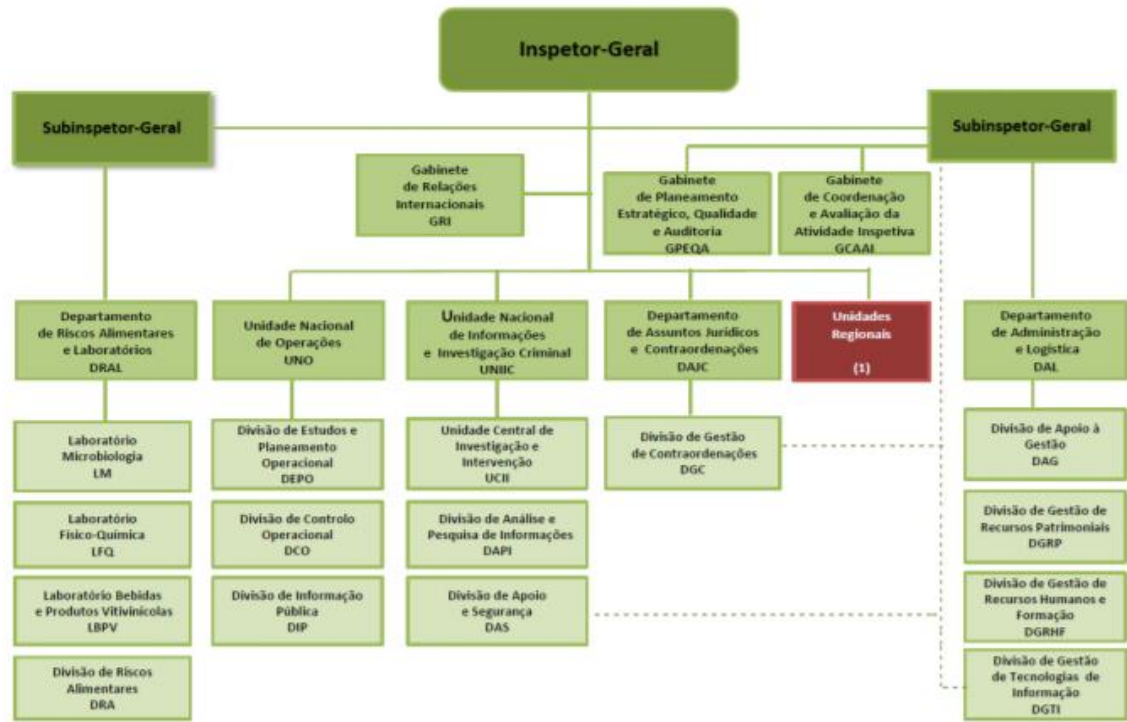 Inspetor-Geral
Subinspetor-Geral
Subinspetor-Geral
Gabinete
de Relações
Internacionais
GRI
Gabinete
de Planeamento
Estratégico, Qualidade
e Auditoria
GPEQA
Gabinete
de Coordenação
e Avaliação da
Atividade Inspetiva
GCAAI
Departamento
de Riscos Alimentares
e Laboratórios
DRAL
Unidade Nacional
de Operações
UNO
Unidade Nacional
de Informações
e Investigação Criminal
UNIIC
Departamento
de Assuntos Jurídicos
e Contraordenações
DAJC
Unidades
Regionais
(1)
Departamento
de Administração
e Logística
DAL
Laboratório
Microbiologia
LM
Divisão de Estudos e
Planeamento
Operacional
DEPO
Unidade Central de
Investigação e
Intervenção
UCII
Divisão de Gestão
de Contraordenações
DGC
Divisão de Apoio à
Gestão
DAG
Laboratório
Físico-Química
LFQ
Divisão de Controlo
Operacional
DCO
Divisão de Análise e
Pesquisa de Informações
DAPI
Divisão de Gestão de
Recursos Patrimoniais
DGRP
Laboratório Bebidas
e Produtos Vitivinícolas
LBPV
Divisão de Informação
Pública
DIP
Divisão de Apoio
e Segurança
DAS
Divisão de Gestão de
Recursos Humanos e
Formação
DGRHF
Divisão de Riscos
Alimentares
DRA
Divisão de Gestão
de Tecnologias de
Informação
DGTI